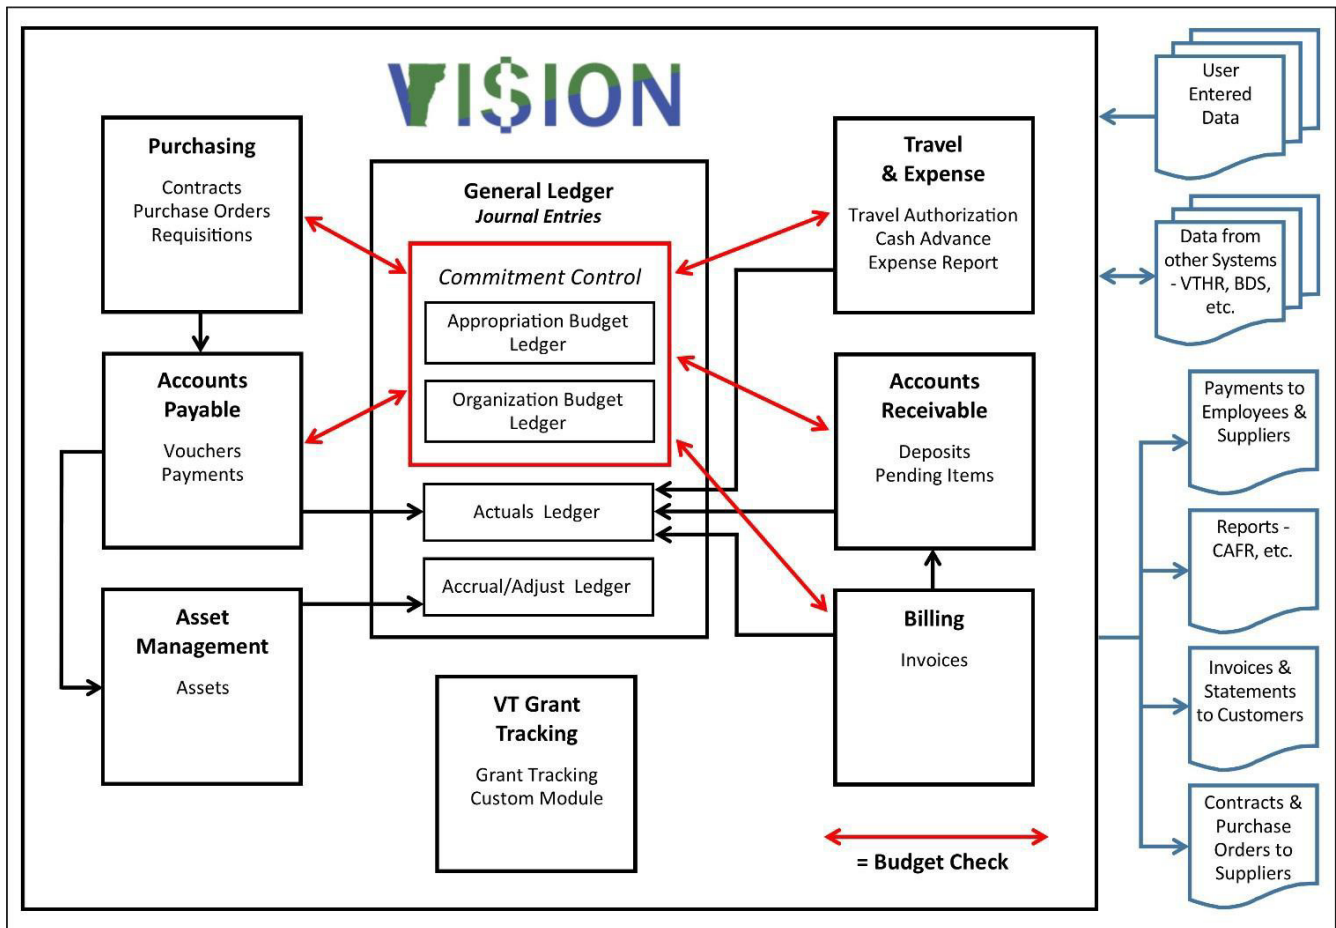 VI$ION
Purchasing
Contracts
Purchase Orders
Requisitions
Accounts
Payable
Vouchers
Payments
Asset
Management
Assets
General Ledger
Journal Entries
Commitment Control
Appropriation Budget
Ledger
Organization Budget
Ledger
Actuals Ledger
Accrual/Adjust Ledger
VT Grant
Tracking
Grant Tracking
Custom Module
Travel
& Expense
Travel Authorization
Cash Advance
Expense Report
Accounts
Receivable
Deposits
Pending Items
Billing
Invoices
= Budget Check
User
Entered
Data
Data from
other Systems
- VTHR, BDS,
etc.
Payments to
Employees &
Suppliers
Reports -
CAFR, etc.
Invoices &
Statements
to Customers
Contracts &
Purchase
Orders to
Suppliers